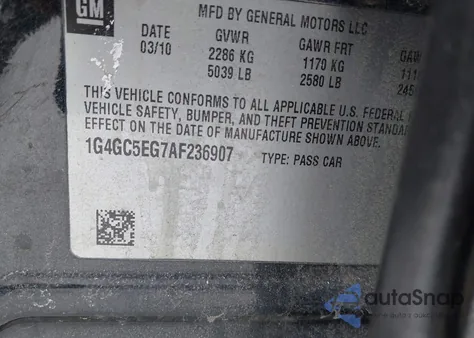 GM
MFD BY GENERAL MOTORS LLC
DATE GVWR GAWR FRT
03/10 2286 KG 1170 KG
5039 LB 2580 LB
THIS VEHICLE CONFORMS TO ALL APPLICABLE U.S. FEDERAL
VEHICLE SAFETY, BUMPER, AND THEFT PREVENTION
EFFECT ON THE DATE OF MANUFACTURE SHOWN ABOVE.
1G4GC5EG7AF236907 TYPE: PASS CAR
autoSnap